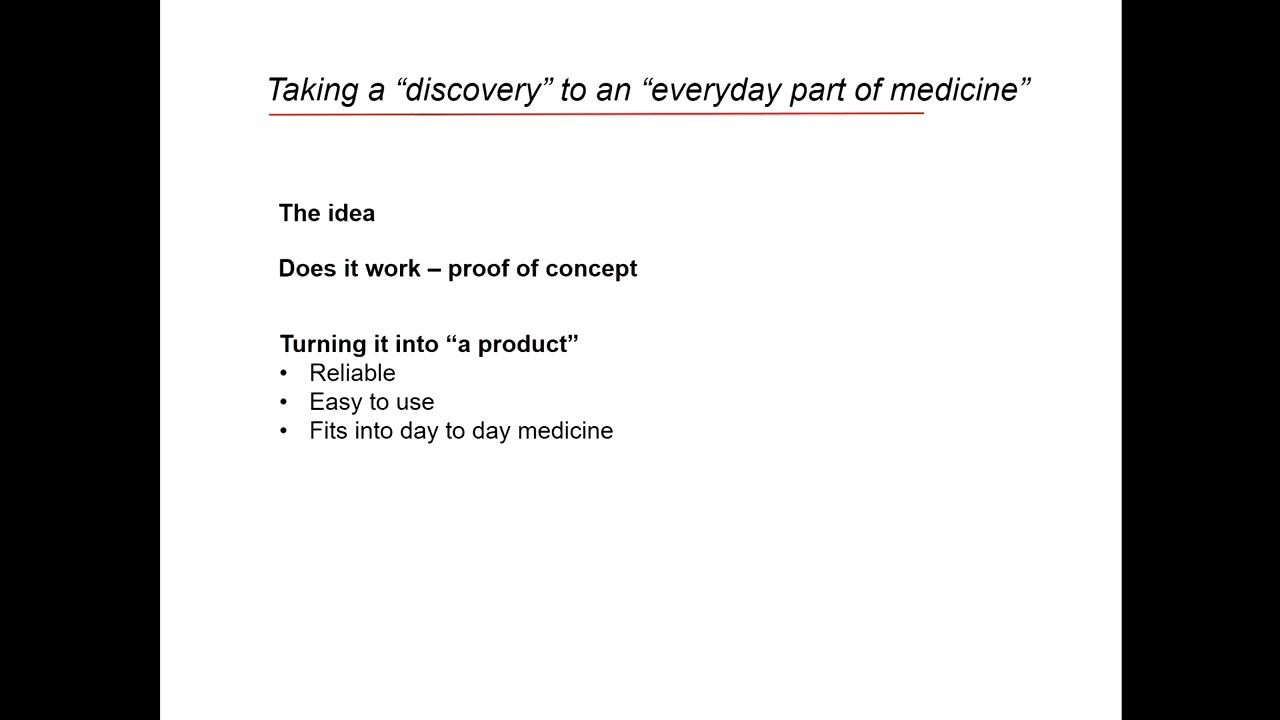 Taking a “discovery” to an “everyday part of medicine”
The idea
Does it work – proof of concept
Turning it into “a product”
• Reliable
• Easy to use
• Fits into day to day medicine